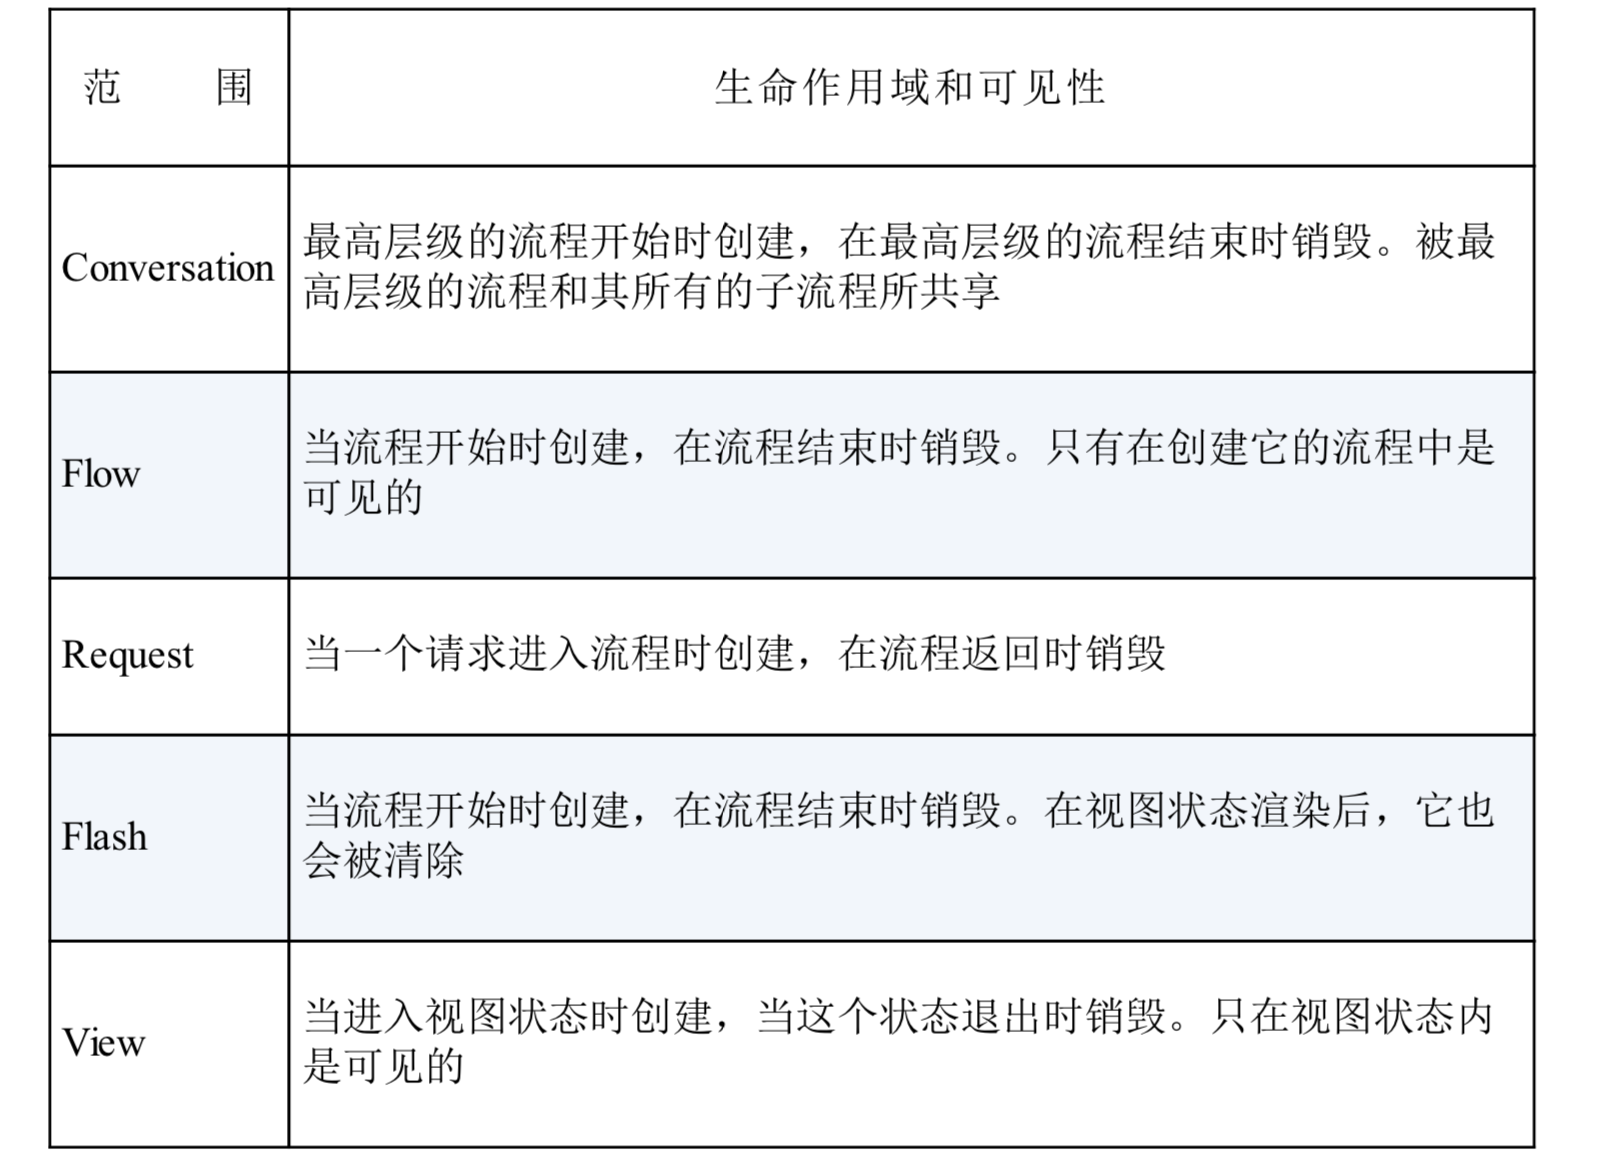 范 围
生命作用域和可见性
Conversation
最高层级的流程开始时创建，在最高层级的流程结束时销毁。被最
高层级的流程和其所有的子流程所共享
Flow
当流程开始时创建，在流程结束时销毁。只有在创建它的流程中是
可见的
Request
当一个请求进入流程时创建，在流程返回时销毁
Flash
当流程开始时创建，在流程结束时销毁。在视图状态渲染后，它也
会被清除
View
当进入视图状态时创建，当这个状态退出时销毁。只在视图状态内
是可见的